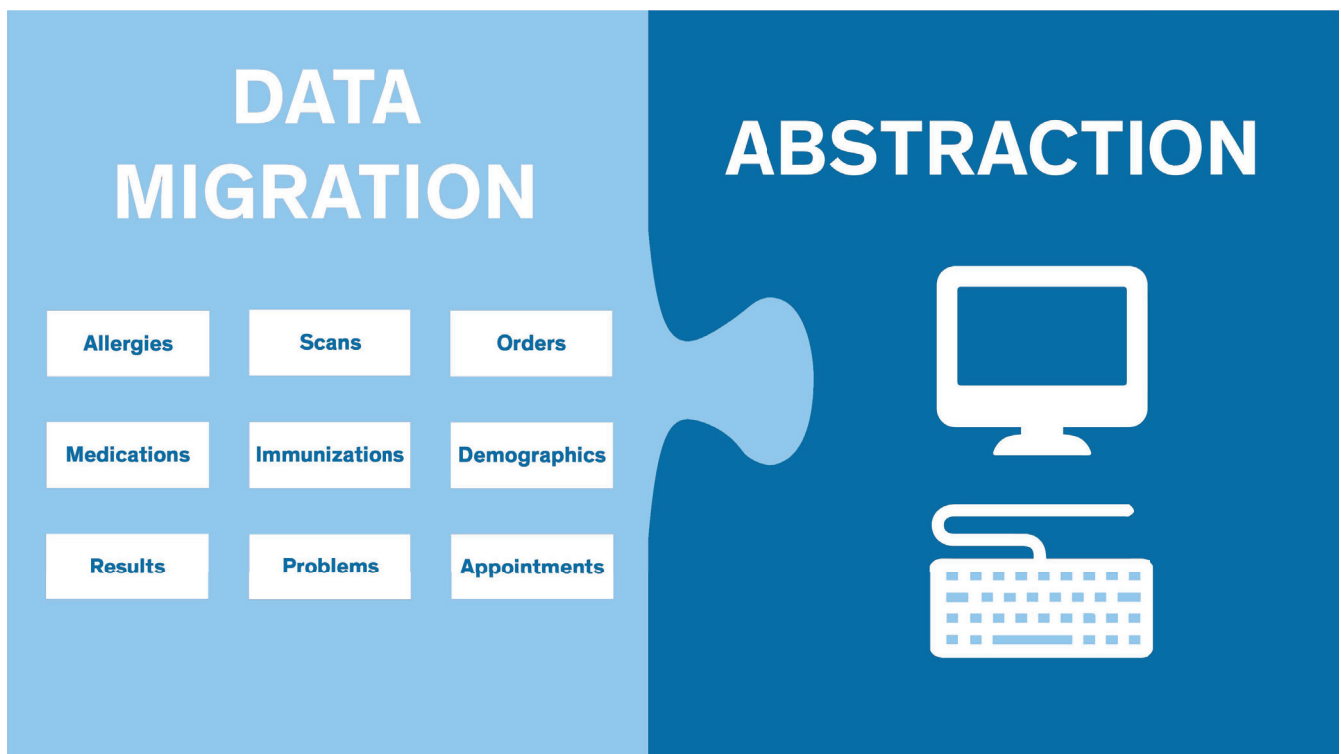 DATA
MIGRATION
Allergies
Scans
Orders
Medications
Immunizations
Demographics
Results
Problems
Appointments
ABSTRACTION